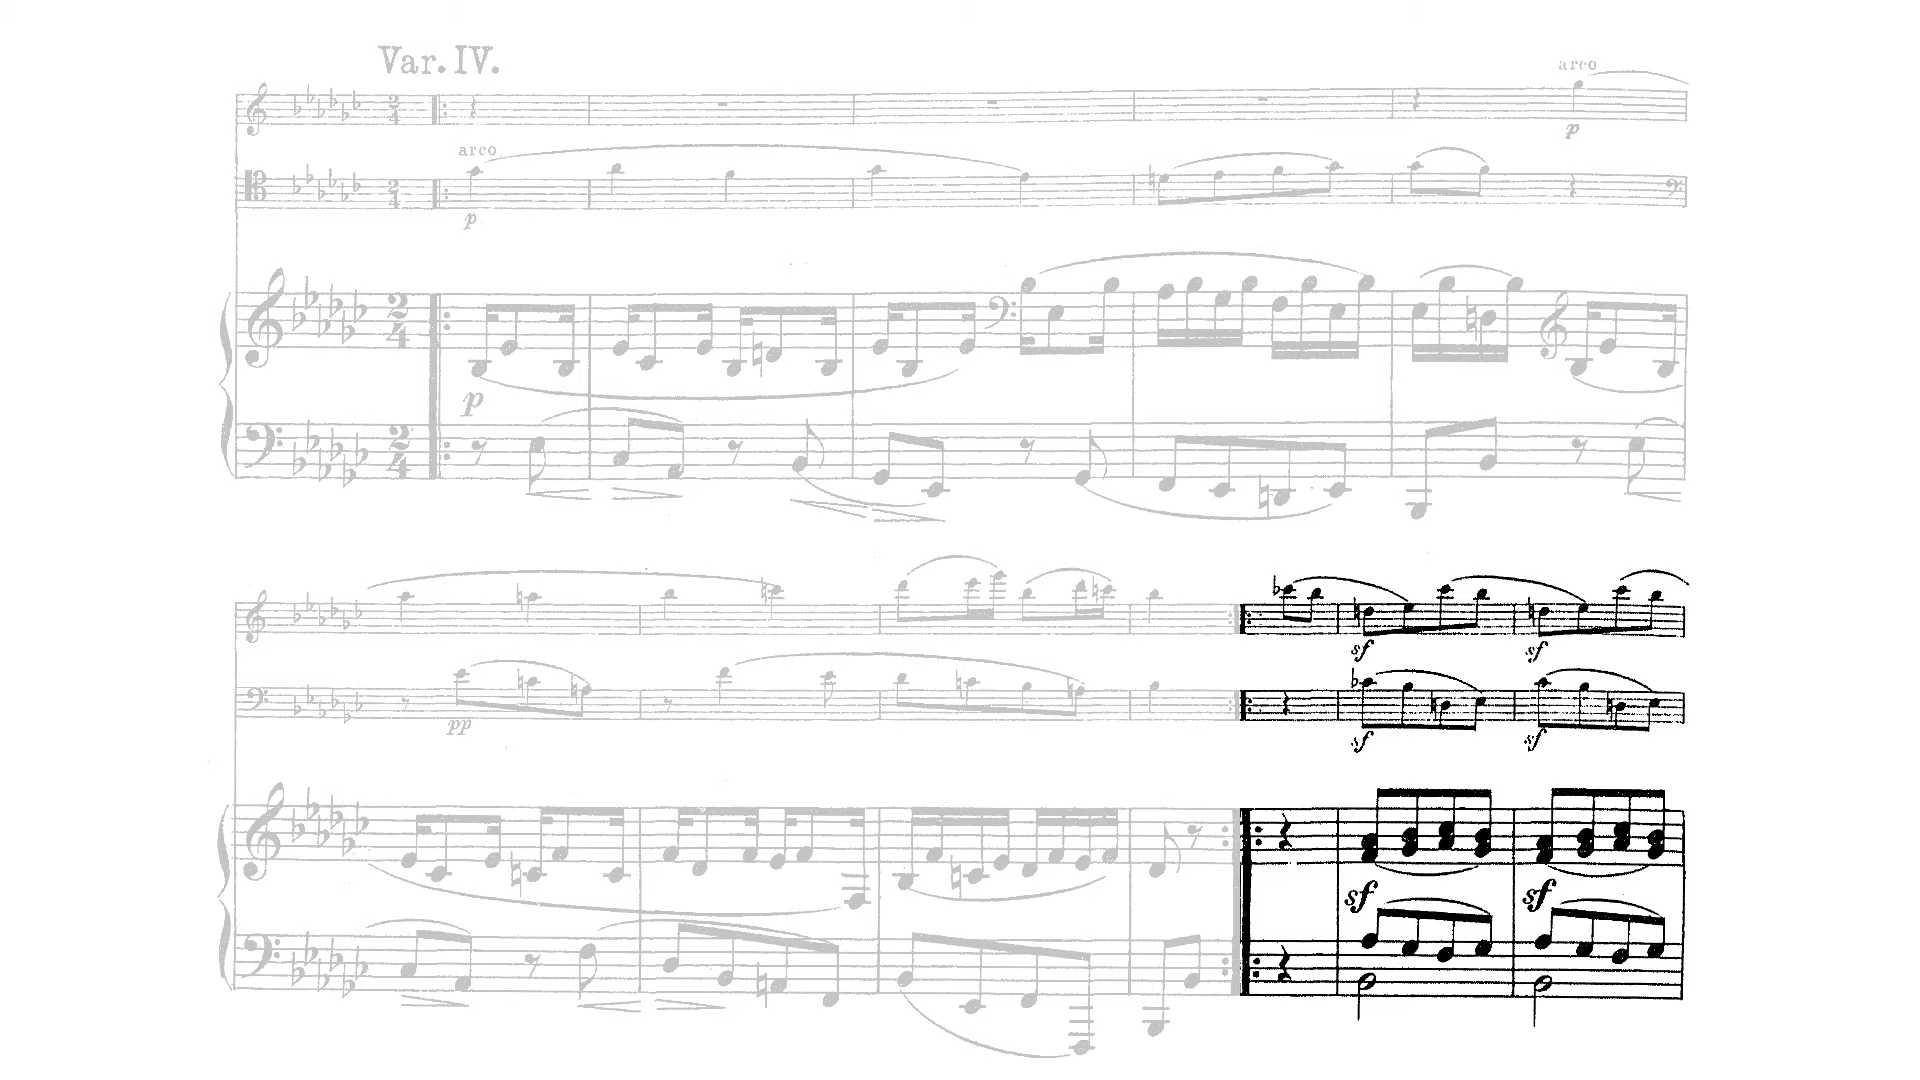 Var. IV.
arco
p
arco
p
p
pp
sf sf
sf sf
sf sf